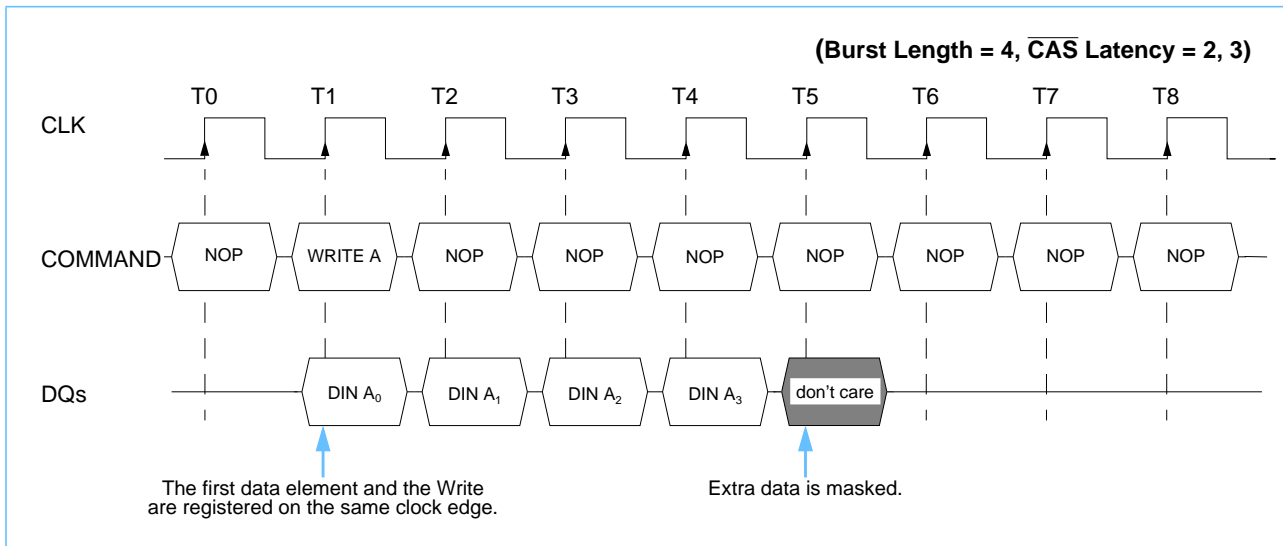 (Burst Length = 4, CAS Latency = 2, 3)
T0 T1 T2 T3 T4 T5 T6 T7 T8
CLK
COMMAND NOP WRITE A NOP NOP NOP NOP NOP NOP NOP
DQs DIN A0 DIN A1 DIN A2 DIN A3 don't care
The first data element and the Write
are registered on the same clock edge.
Extra data is masked.